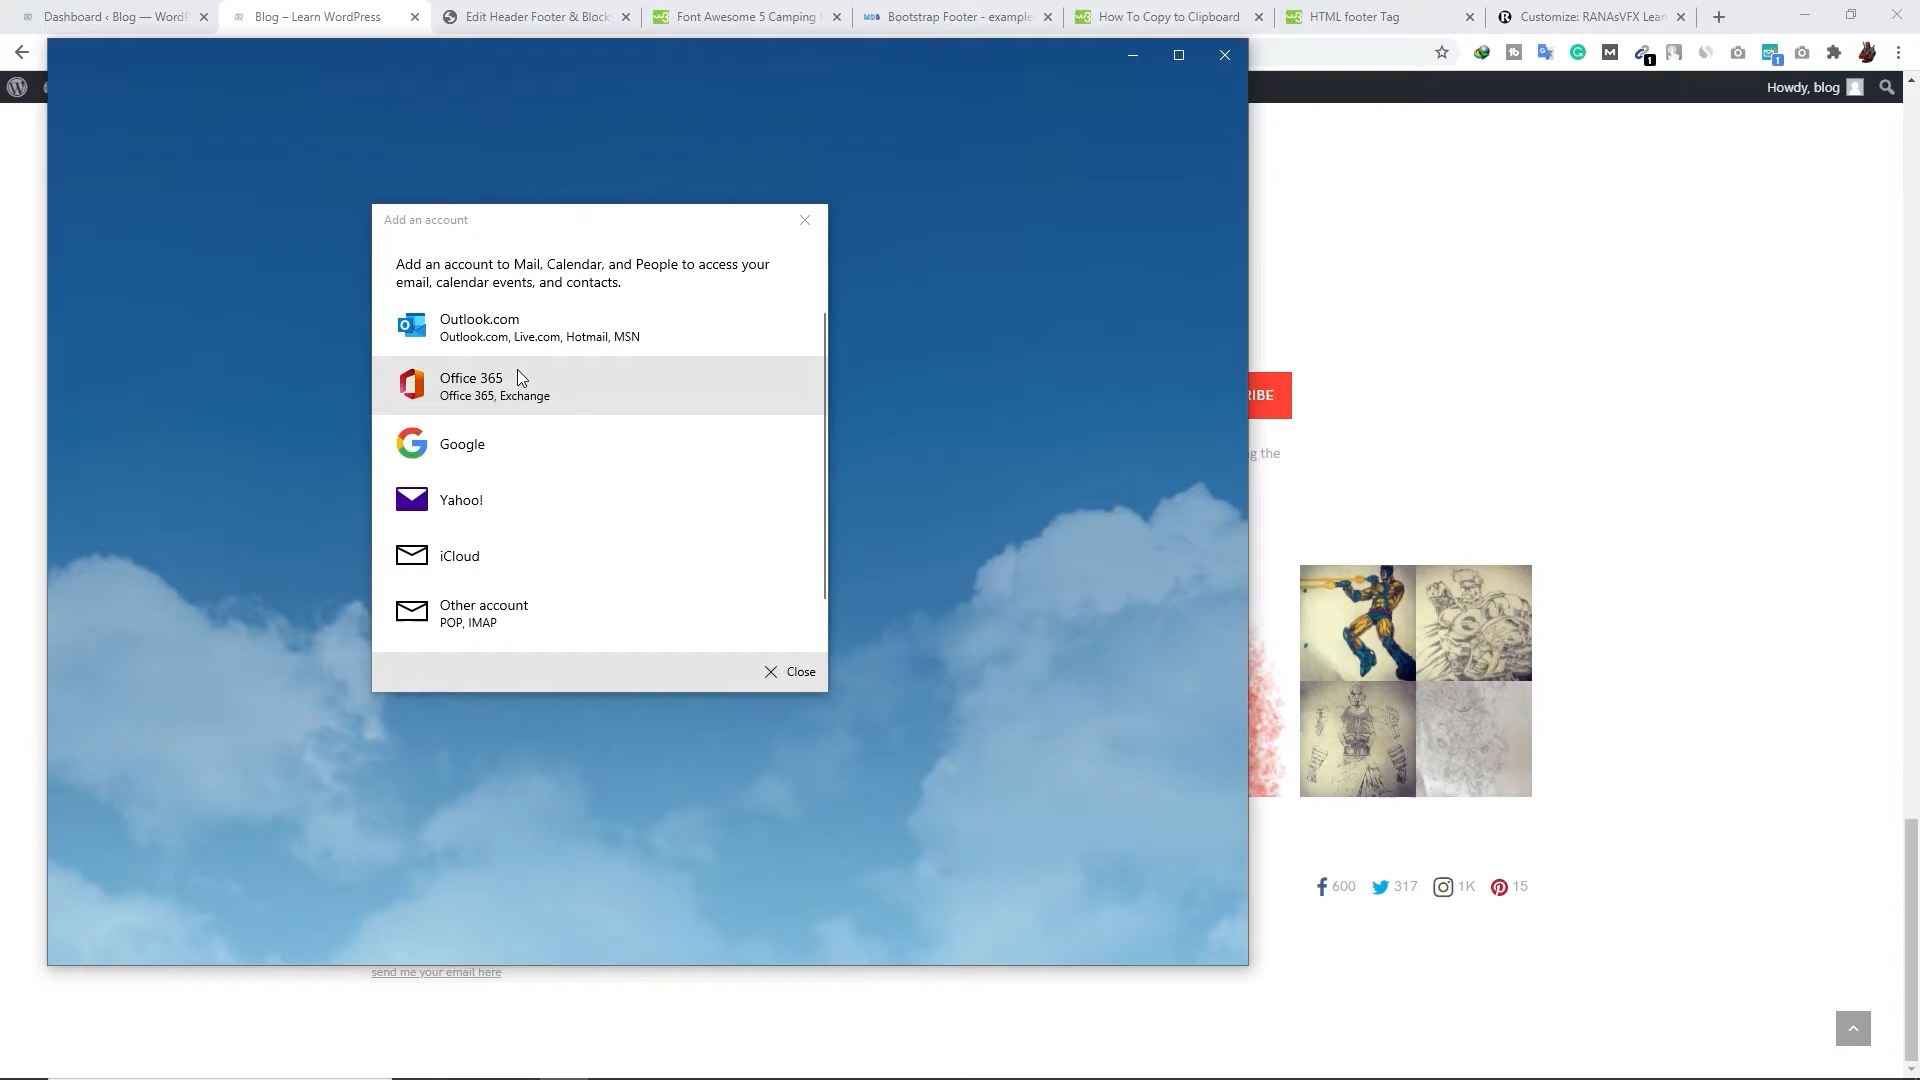 Dashboard ‹ Blog — WordP
Blog – Learn WordPress
Edit Header Footer & Block
Font Awesome 5 Camping
Bootstrap Footer - example
How To Copy to Clipboard
HTML footer Tag
Customize: RANAsVFX Lea
1
1
Howdy, blog
Add an account
Add an account to Mail, Calendar, and People to access your
email, calendar events, and contacts.
Outlook.com
Outlook.com, Live.com, Hotmail, MSN
Office 365
Office 365, Exchange
RIBE
Google
g the
Yahoo!
iCloud
Other account
POP, IMAP
Close
600 317 1K 15
send me your email here